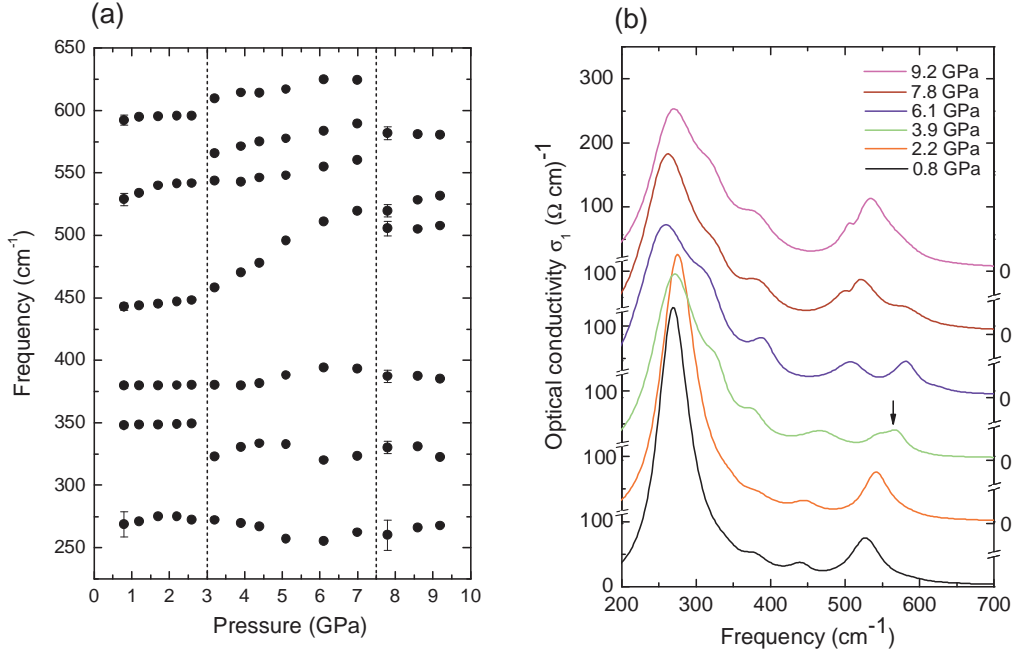 (a)
650
600
550
500
450
400
350
300
250
Frequency (cm-1)
0 1 2 3 4 5 6 7 8 9 10
Pressure (GPa)
(b)
300
200
100
100
100
100
100
100
0
Optical conductivity σ1 (Ω cm)-1
9.2 GPa
7.8 GPa
6.1 GPa
3.9 GPa
2.2 GPa
0.8 GPa
0
0
0
0
0
200 300 400 500 600 700
Frequency (cm-1)